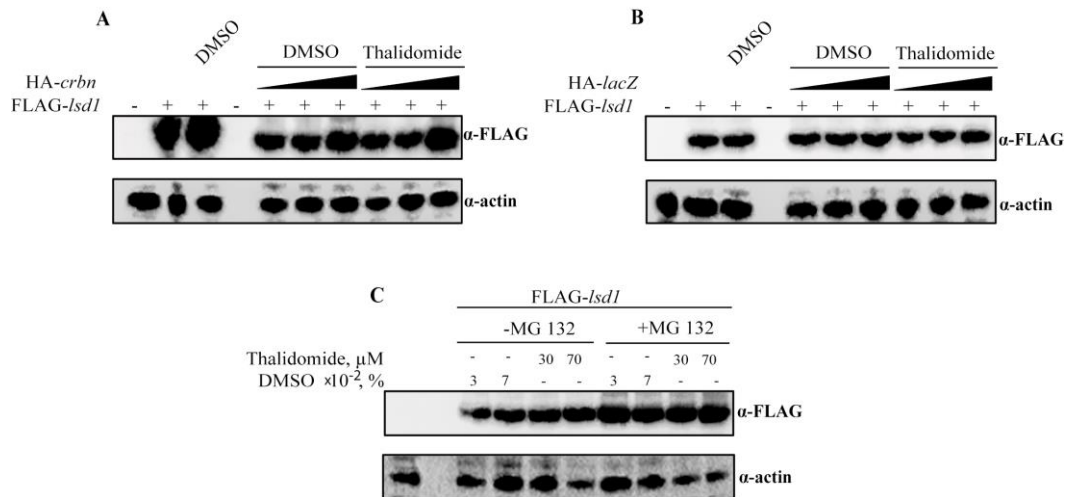 A
DMSO
DMSO Thalidomide
HA-crbn
FLAG-lsd1 - + + - + + + + + +
α-FLAG
α-actin
B
DMSO
DMSO Thalidomide
HA-lacZ
FLAG-lsd1 - + + - + + + + + +
α-FLAG
α-actin
C
FLAG-lsd1
-MG 132 +MG 132
Thalidomide, μM - - 30 70 - - 30 70
DMSO ×10⁻², % 3 7 - - 3 7 - -
α-FLAG
α-actin